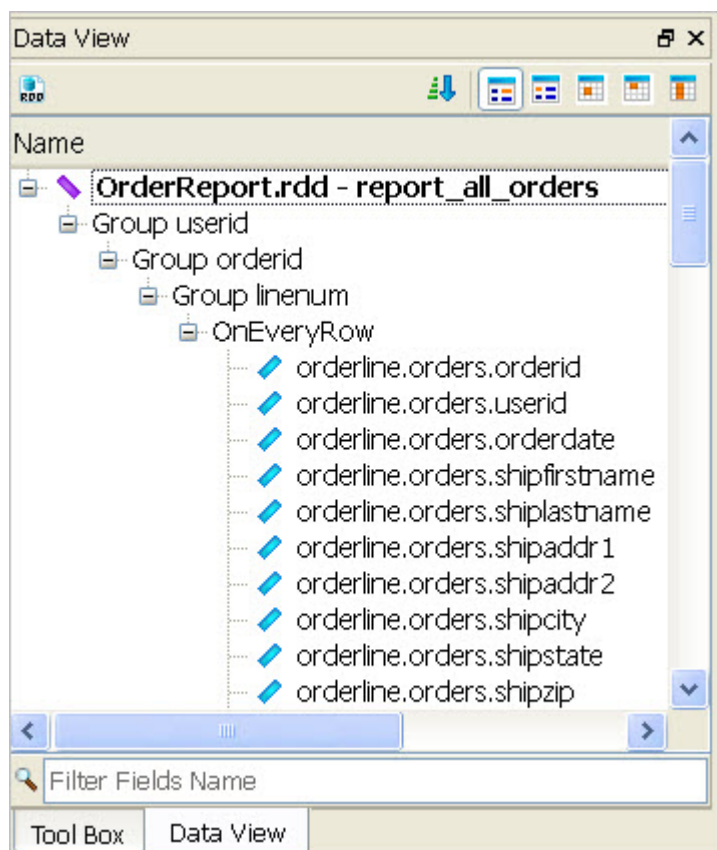 Data View
RDD
Name
OrderReport.rdd - report_all_orders
Group userid
Group orderid
Group linenum
OnEveryRow
orderline.orders.orderid
orderline.orders.userid
orderline.orders.orderdate
orderline.orders.shipfirstname
orderline.orders.shiplastname
orderline.orders.shipaddr1
orderline.orders.shipaddr2
orderline.orders.shipcity
orderline.orders.shipstate
orderline.orders.shipzip
Filter Fields Name
Tool Box Data View